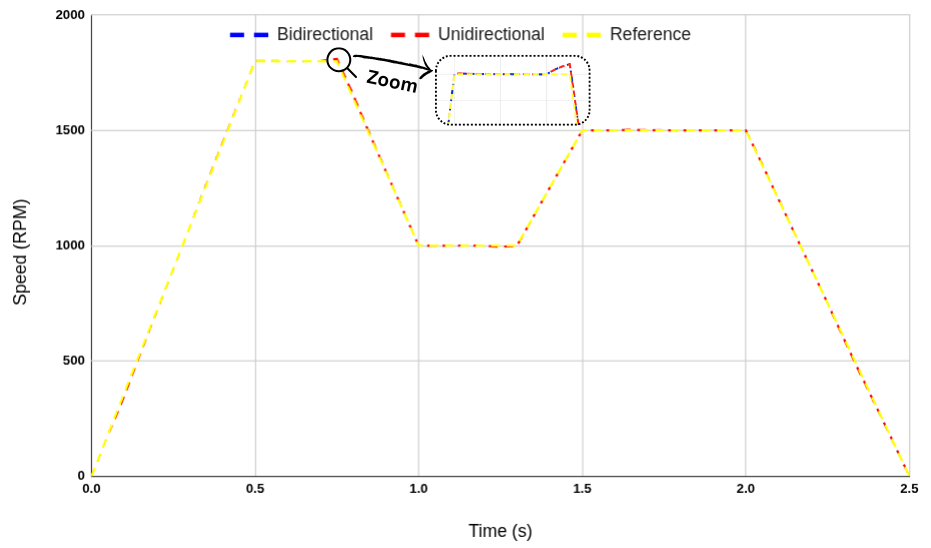 2000
Bidirectional Unidirectional Reference
Zoom
1500
1000
500
0
0.0 0.5 1.0 1.5 2.0 2.5
Speed (RPM)
Time (s)